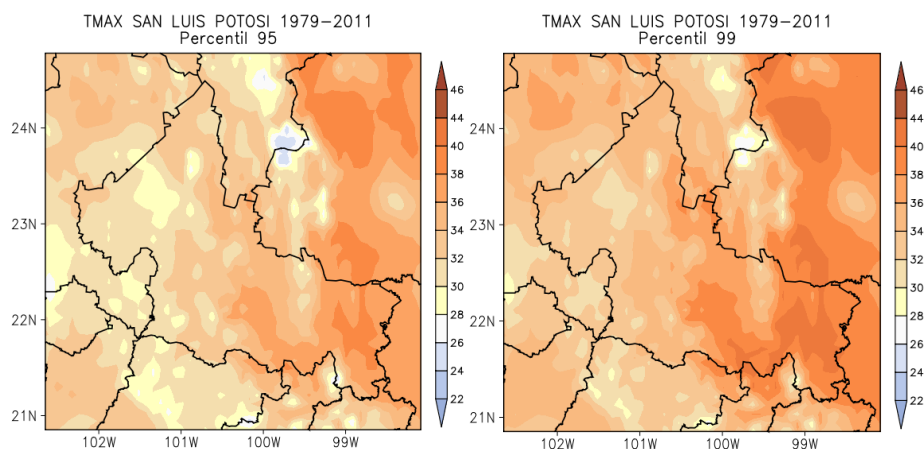 TMAX SAN LUIS POTOSI 1979-2011
Percentil 95
46
44
40
38
36
34
32
30
28
26
24
22
24N
23N
22N
21N
102W
101W
100W
99W
TMAX SAN LUIS POTOSI 1979-2011
Percentil 99
46
44
40
38
36
34
32
30
28
26
24
22
24N
23N
22N
21N
102W
101W
100W
99W